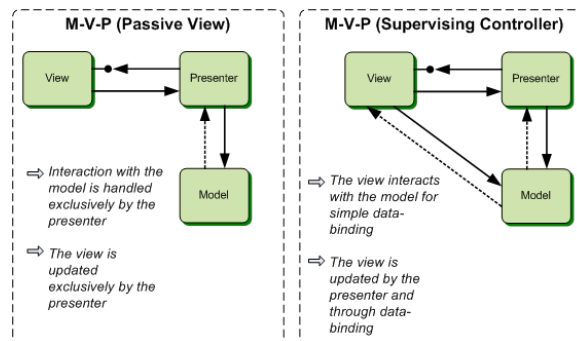 M-V-P (Passive View)
View
Presenter
Model
Interaction with the
model is handled
exclusively by the
presenter
The view is
updated
exclusively by the
presenter
M-V-P (Supervising Controller)
View
Presenter
Model
The view interacts
with the model for
simple data-
binding
The view is
updated by the
presenter and
through data-
binding